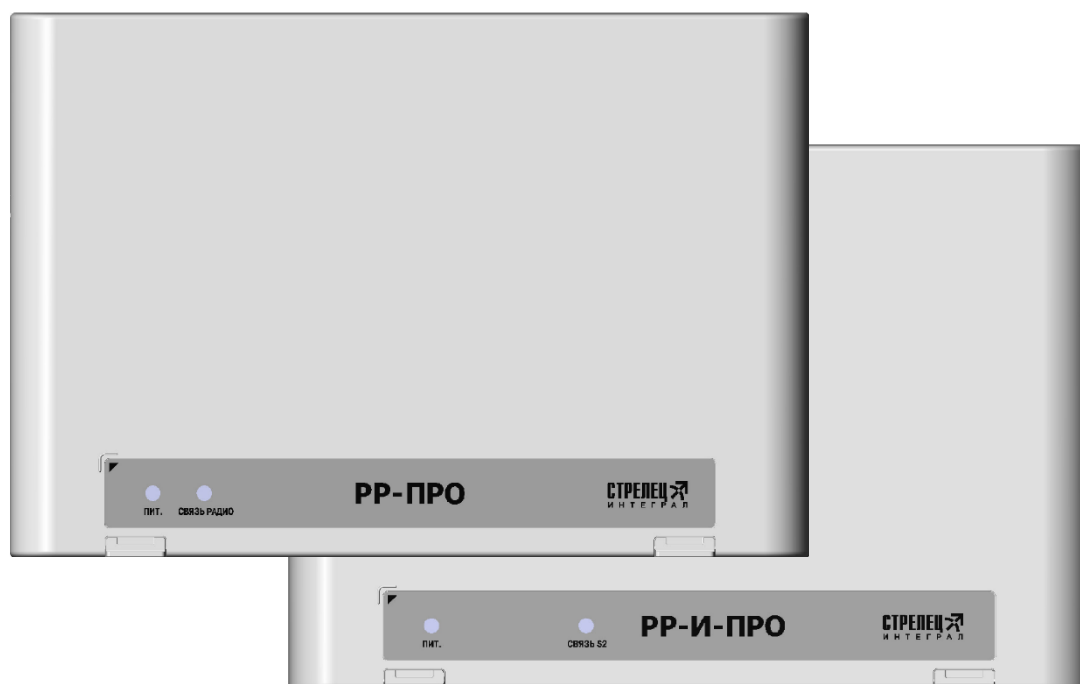 ПИТ.
СВЯЗЬ РАДИО
РР-ПРО
СТРЕЛЕЦ
ИНТЕГРАЛ
ПИТ.
СВЯЗЬ S2
РР-И-ПРО
СТРЕЛЕЦ
ИНТЕГРАЛ